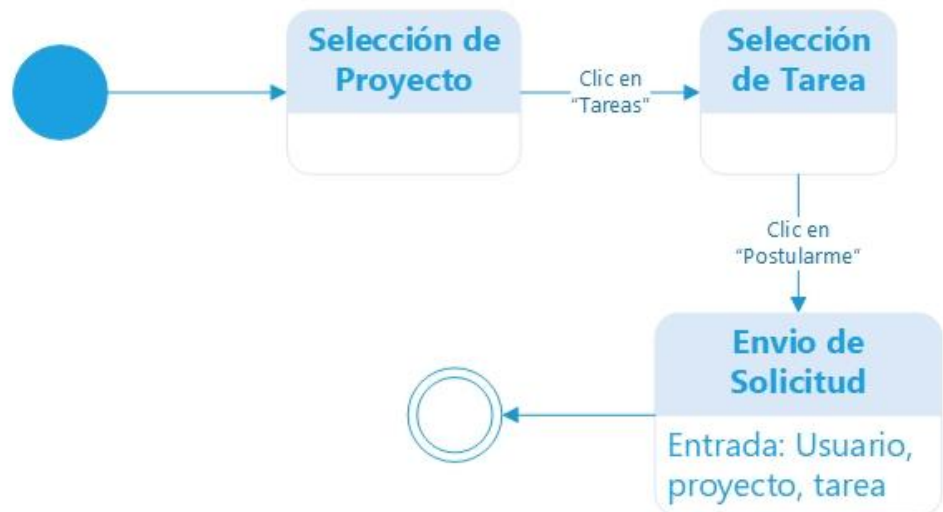 Selección de
Proyecto
Clic en
“Tareas”
Selección
de Tarea
Clic en
“Postularme”
Envio de
Solicitud
Entrada: Usuario,
proyecto, tarea